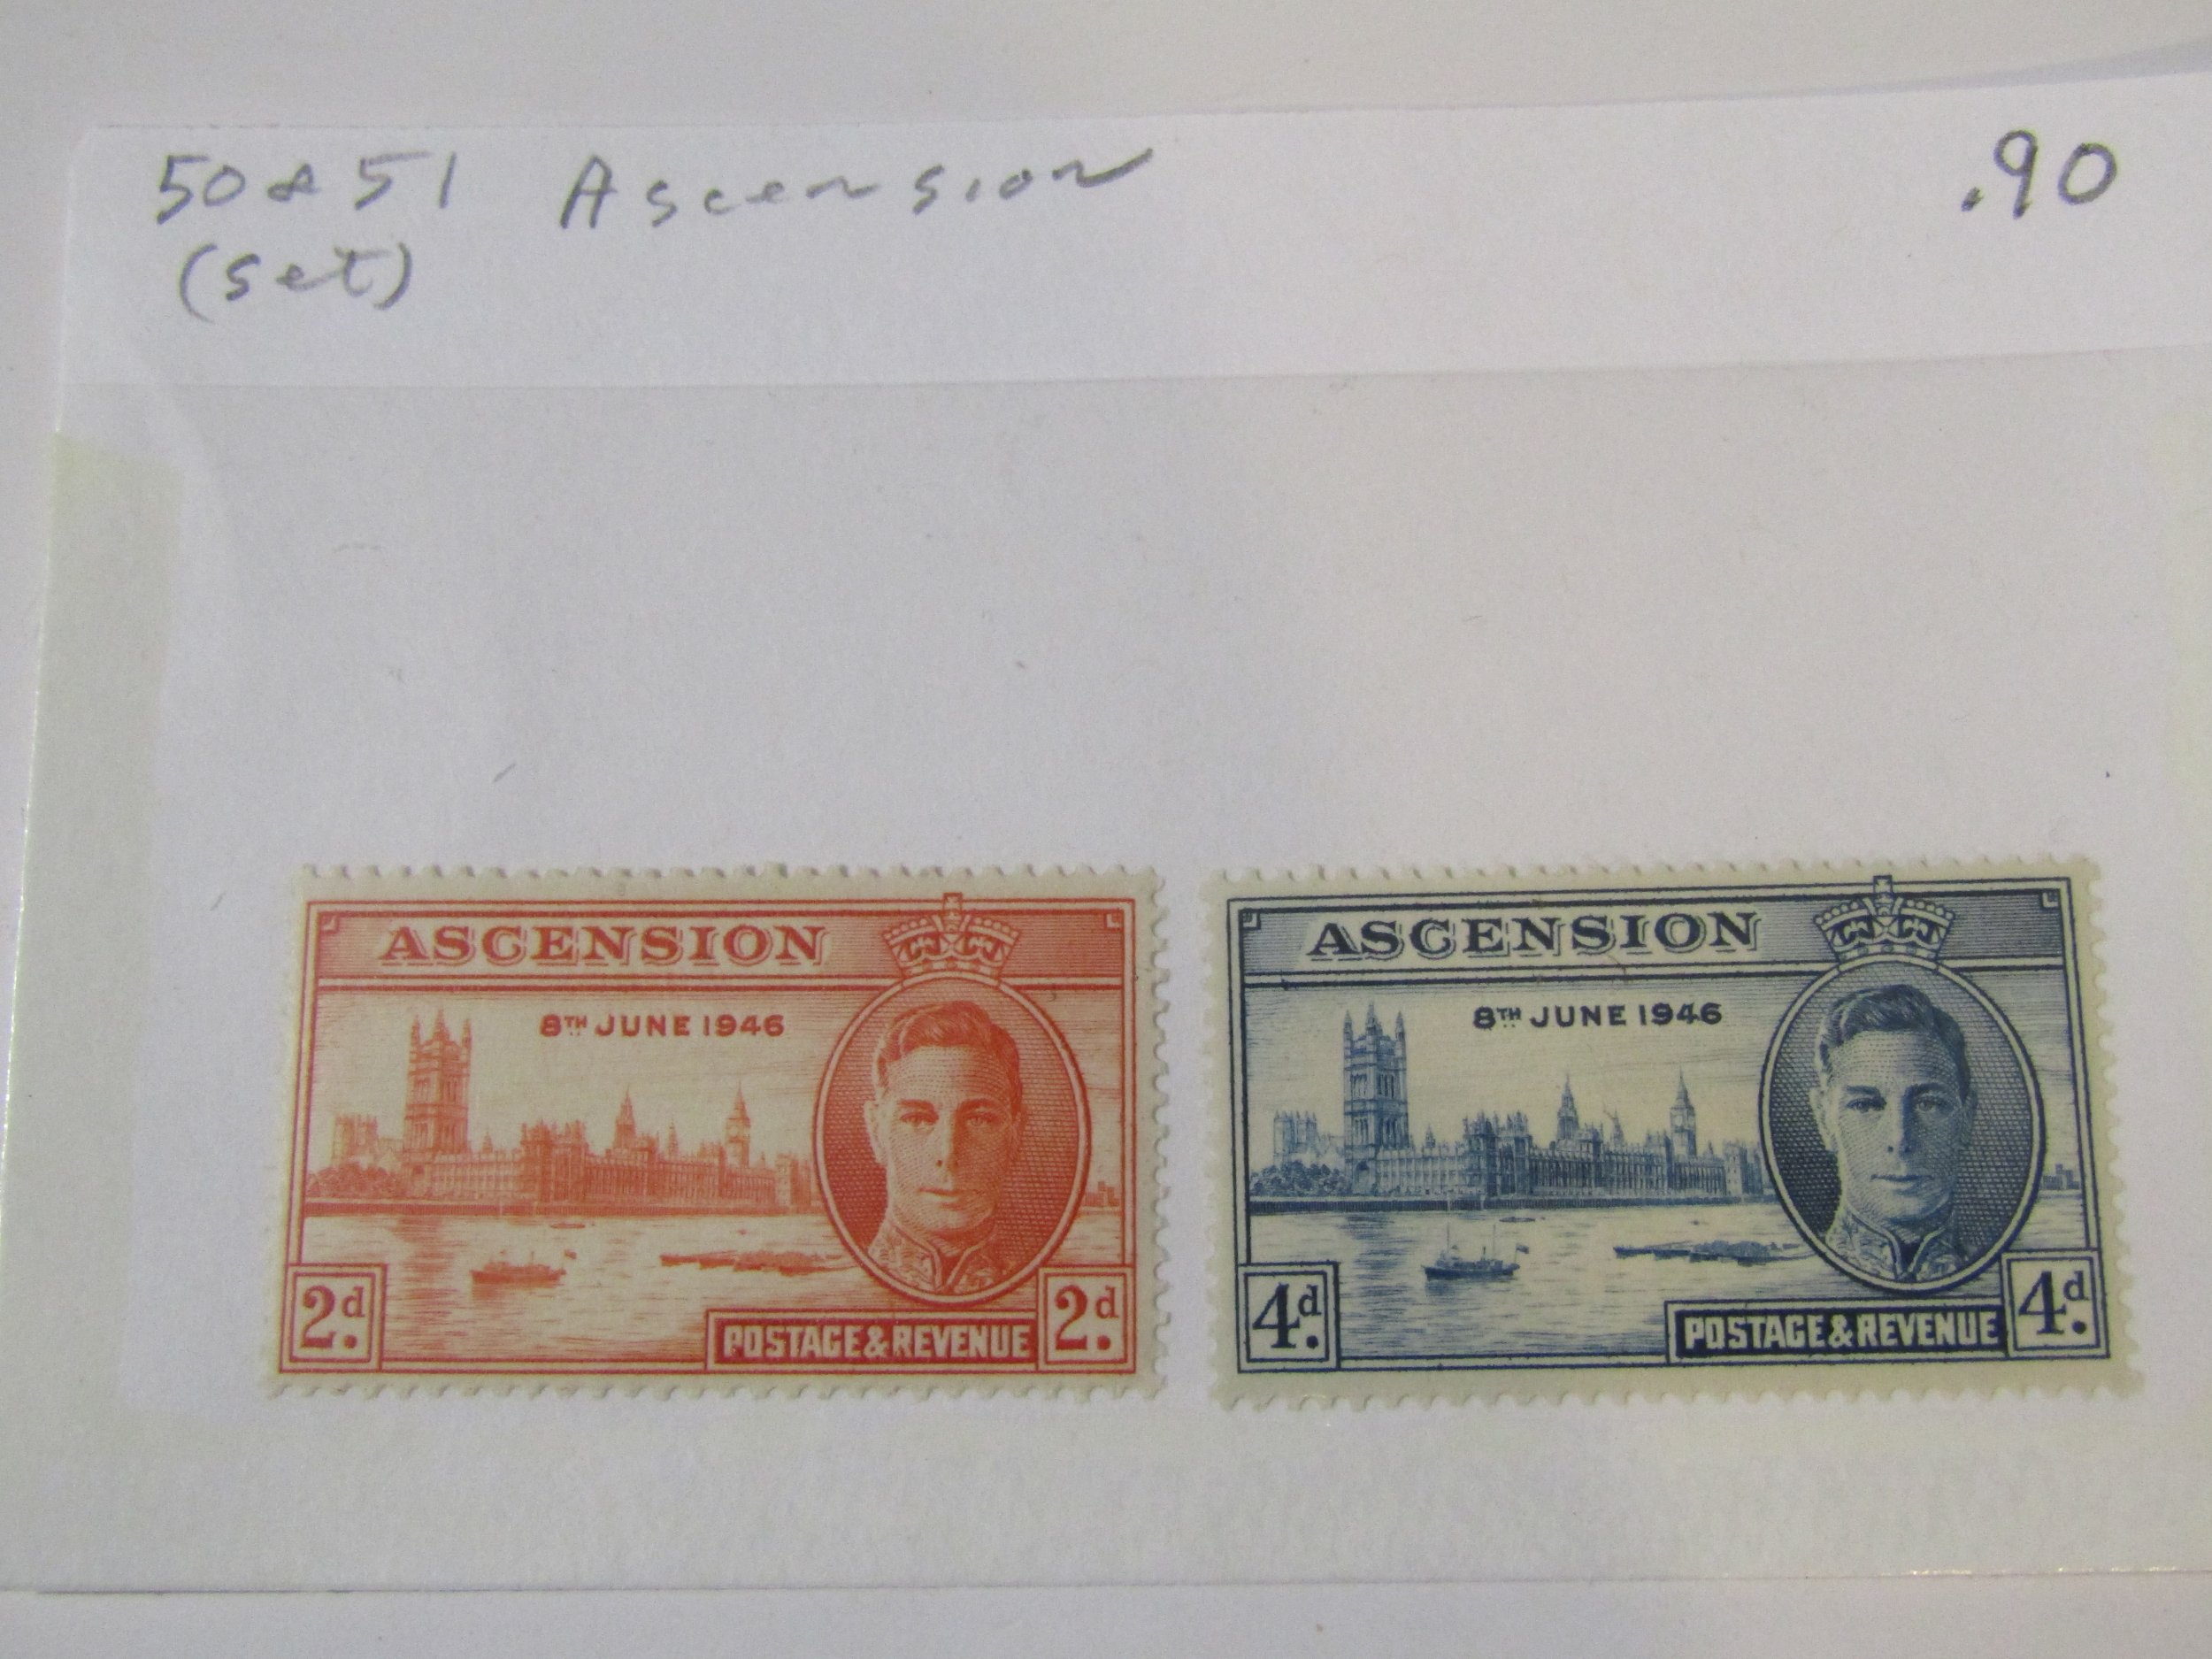 50 & 51 Ascension .90
(set)
ASCENSION
8TH JUNE 1946
2d. 2d.
POSTAGE & REVENUE
ASCENSION
8TH JUNE 1946
4d. 4d.
POSTAGE & REVENUE